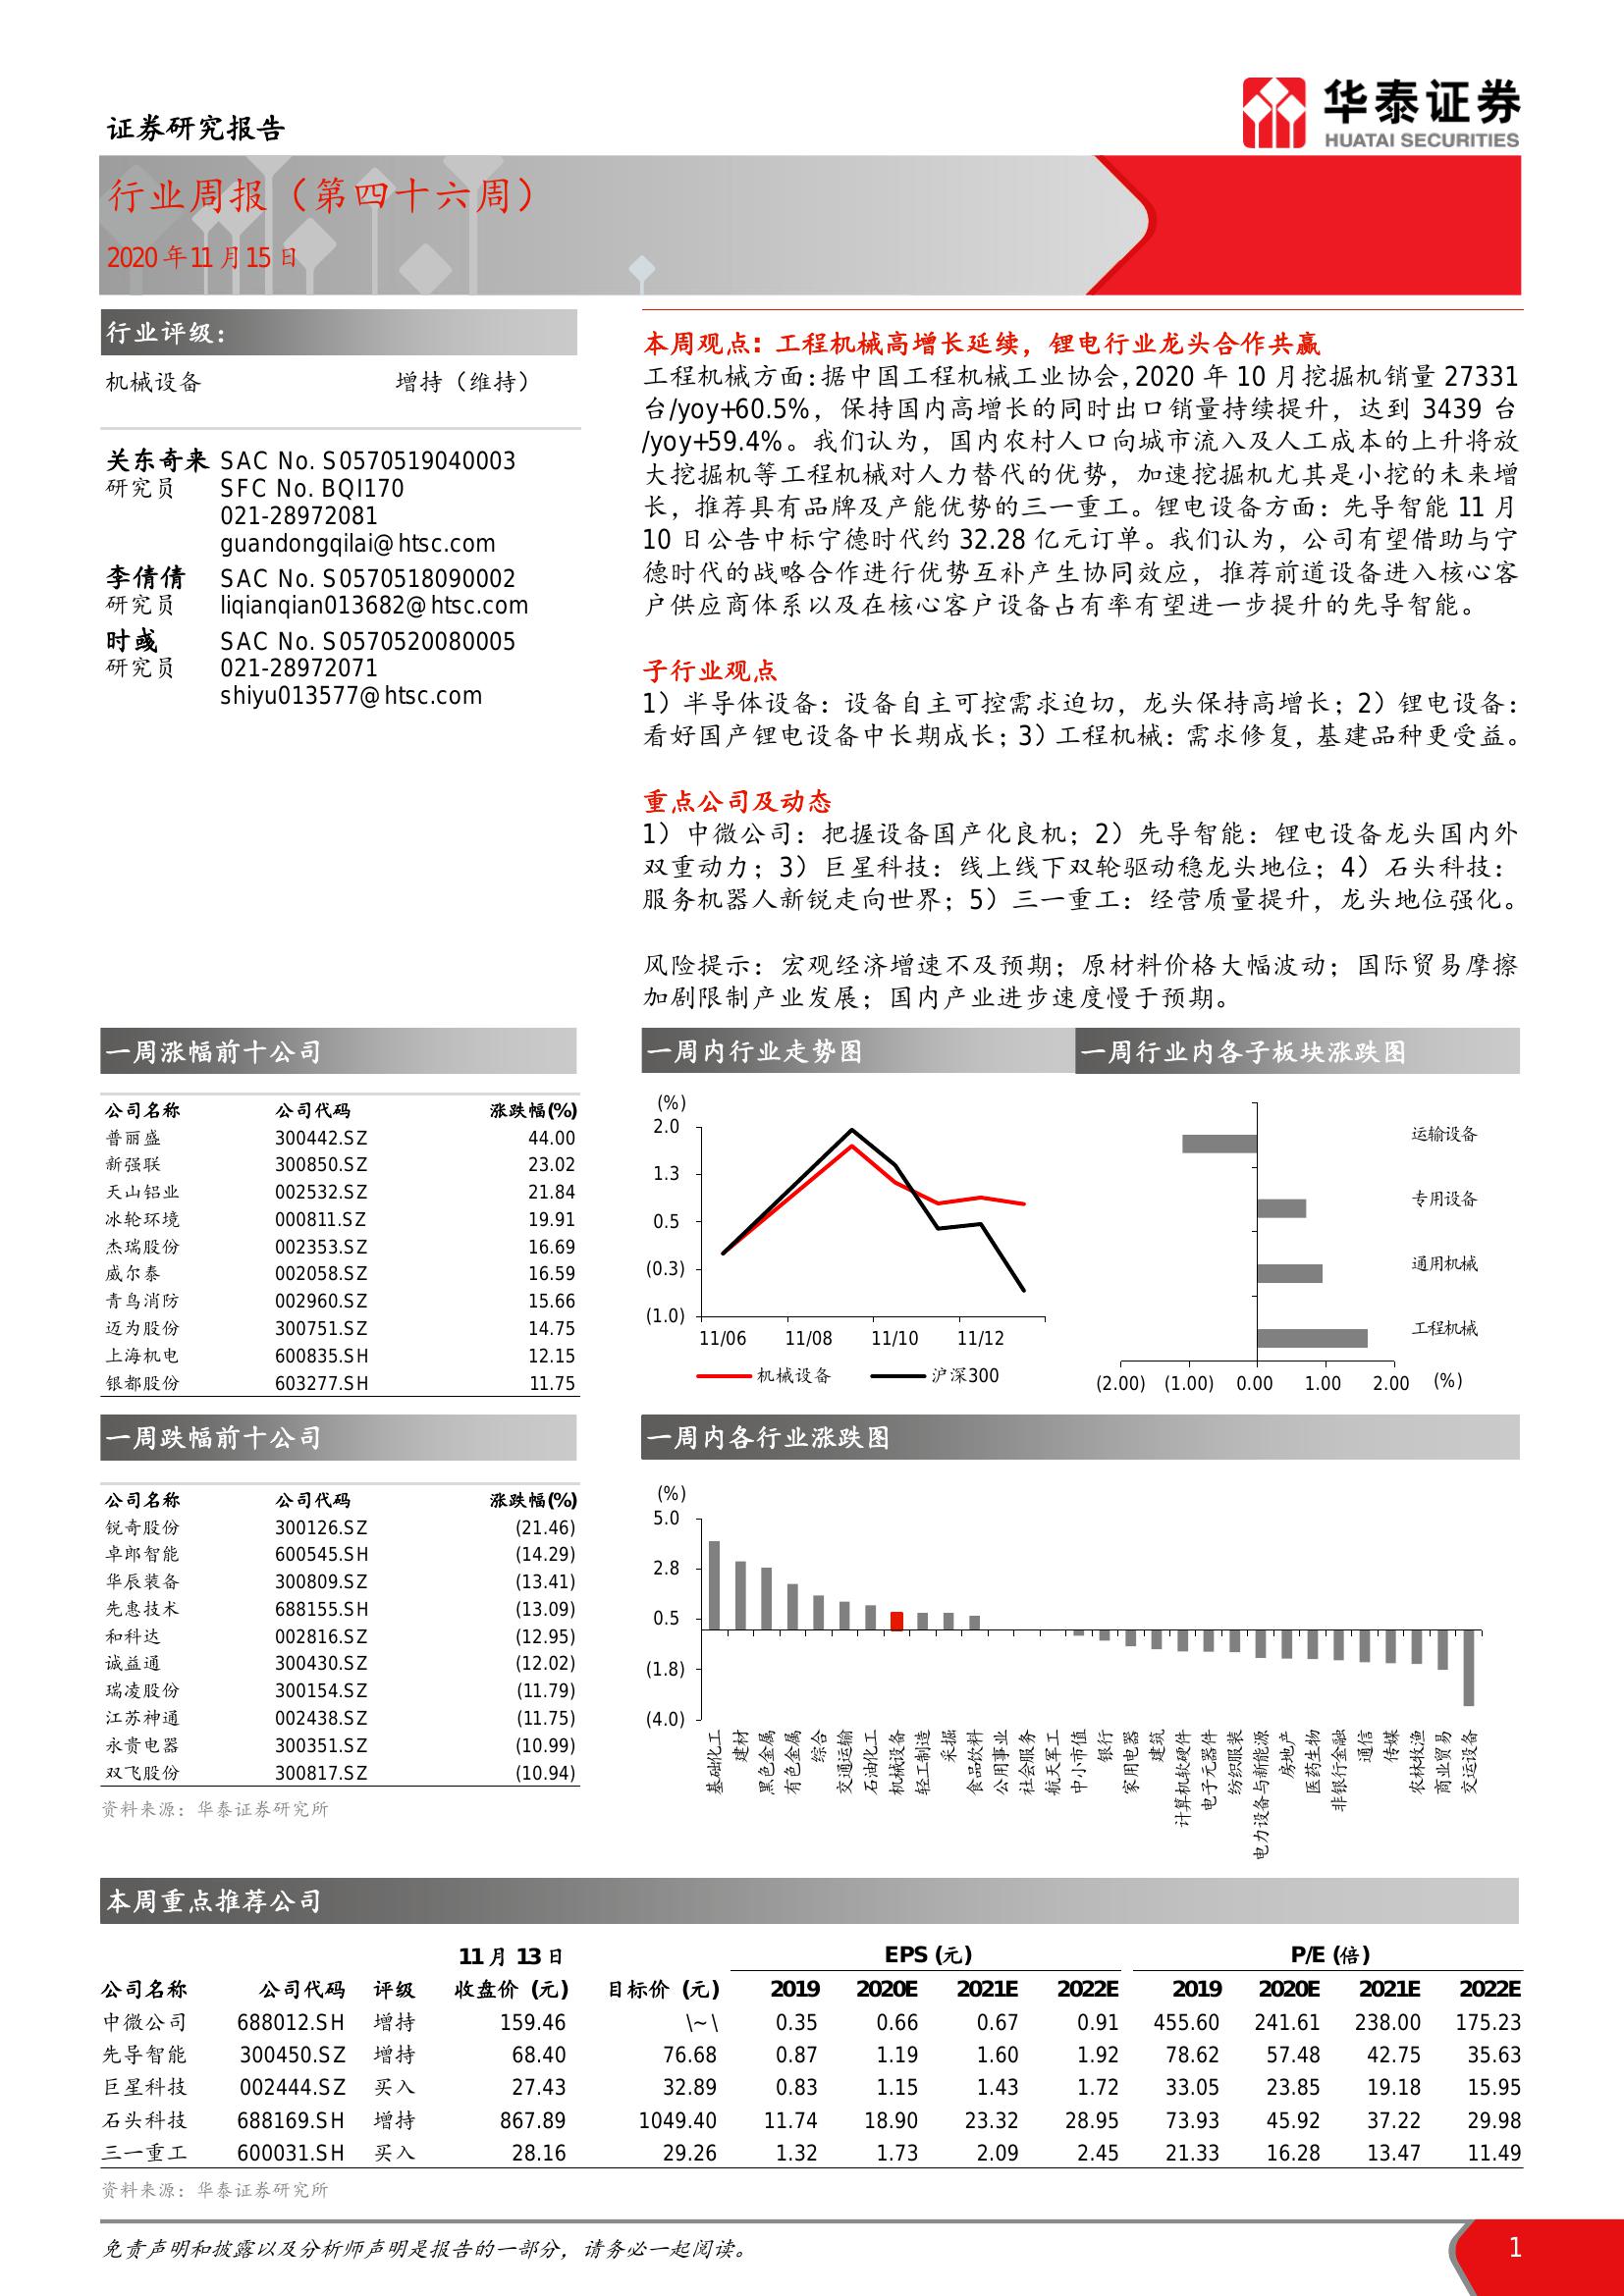 证券研究报告
华泰证券
HUATAI SECURITIES
行业周报（第四十六周）
2020年11月15日
行业评级：
机械设备 增持（维持）
关东奇来 SAC No. S0570519040003
研究员 SFC No. BQI170
021-28972081
guandongqilai@htsc.com
李倩倩 SAC No. S0570518090002
研究员 liqianqian013682@htsc.com
时彧 SAC No. S0570520080005
研究员 021-28972071
shiyu013577@htsc.com
本周观点：工程机械高增长延续，锂电行业龙头合作共赢
工程机械方面：据中国工程机械工业协会，2020 年 10 月挖掘机销量 27331
台/yoy+60.5%，保持国内高增长的同时出口销量持续提升，达到 3439 台
/yoy+59.4%。我们认为，国内农村人口向城市流入及人工成本的上升将放
大挖掘机等工程机械对人力替代的优势，加速挖掘机尤其是小挖的未来增
长，推荐具有品牌及产能优势的三一重工。锂电设备方面：先导智能 11 月
10 日公告中标宁德时代约 32.28 亿元订单。我们认为，公司有望借助与宁
德时代的战略合作进行优势互补产生协同效应，推荐前道设备进入核心客
户供应商体系以及在核心客户设备占有率有望进一步提升的先导智能。
子行业观点
1）半导体设备：设备自主可控需求迫切，龙头保持高增长；2）锂电设备：
看好国产锂电设备中长期成长；3）工程机械：需求修复，基建品种更受益。
重点公司及动态
1）中微公司：把握设备国产化良机；2）先导智能：锂电设备龙头国内外
双重动力；3）巨星科技：线上线下双轮驱动稳龙头地位；4）石头科技：
服务机器人新锐走向世界；5）三一重工：经营质量提升，龙头地位强化。
风险提示：宏观经济增速不及预期；原材料价格大幅波动；国际贸易摩擦
加剧限制产业发展；国内产业进步速度慢于预期。
一周涨幅前十公司
公司名称 公司代码 涨跌幅(%)
普丽盛 300442.SZ 44.00
新强联 300850.SZ 23.02
天山铝业 002532.SZ 21.84
冰轮环境 000811.SZ 19.91
杰瑞股份 002353.SZ 16.69
威尔泰 002058.SZ 16.59
青鸟消防 002960.SZ 15.66
迈为股份 300751.SZ 14.75
上海机电 600835.SH 12.15
银都股份 603277.SH 11.75
一周内行业走势图
(%)
2.0
1.3
0.5
(0.3)
(1.0)
11/06 11/08 11/10 11/12
机械设备 沪深300
一周行业内各子板块涨跌图
运输设备
专用设备
通用机械
工程机械
(2.00) (1.00) 0.00 1.00 2.00 (%)
一周跌幅前十公司
公司名称 公司代码 涨跌幅(%)
锐奇股份 300126.SZ (21.46)
卓郎智能 600545.SH (14.29)
华辰装备 300809.SZ (13.41)
先惠技术 688155.SH (13.09)
和科达 002816.SZ (12.95)
诚益通 300430.SZ (12.02)
瑞凌股份 300154.SZ (11.79)
江苏神通 002438.SZ (11.75)
永贵电器 300351.SZ (10.99)
双飞股份 300817.SZ (10.94)
资料来源：华泰证券研究所
一周内各行业涨跌图
(%)
5.0
2.8
0.5
(1.8)
(4.0)
基础化工
建材
黑色金属
有色金属
综合
交通运输
石油化工
机械设备
轻工制造
采掘
食品饮料
公用事业
社会服务
航天军工
中小市值
银行
家用电器
建筑
计算机软硬件
电子元器件
纺织服装
电力设备与新能源
房地产
医药生物
非银行金融
通信
传媒
农林牧渔
商业贸易
交运设备
本周重点推荐公司
11月13日 EPS (元) P/E (倍)
公司名称 公司代码 评级 收盘价 (元) 目标价 (元) 2019 2020E 2021E 2022E 2019 2020E 2021E 2022E
中微公司 688012.SH 增持 159.46 \~\ 0.35 0.66 0.67 0.91 455.60 241.61 238.00 175.23
先导智能 300450.SZ 增持 68.40 76.68 0.87 1.19 1.60 1.92 78.62 57.48 42.75 35.63
巨星科技 002444.SZ 买入 27.43 32.89 0.83 1.15 1.43 1.72 33.05 23.85 19.18 15.95
石头科技 688169.SH 增持 867.89 1049.40 11.74 18.90 23.32 28.95 73.93 45.92 37.22 29.98
三一重工 600031.SH 买入 28.16 29.26 1.32 1.73 2.09 2.45 21.33 16.28 13.47 11.49
资料来源：华泰证券研究所
免责声明和披露以及分析师声明是报告的一部分，请务必一起阅读。 1